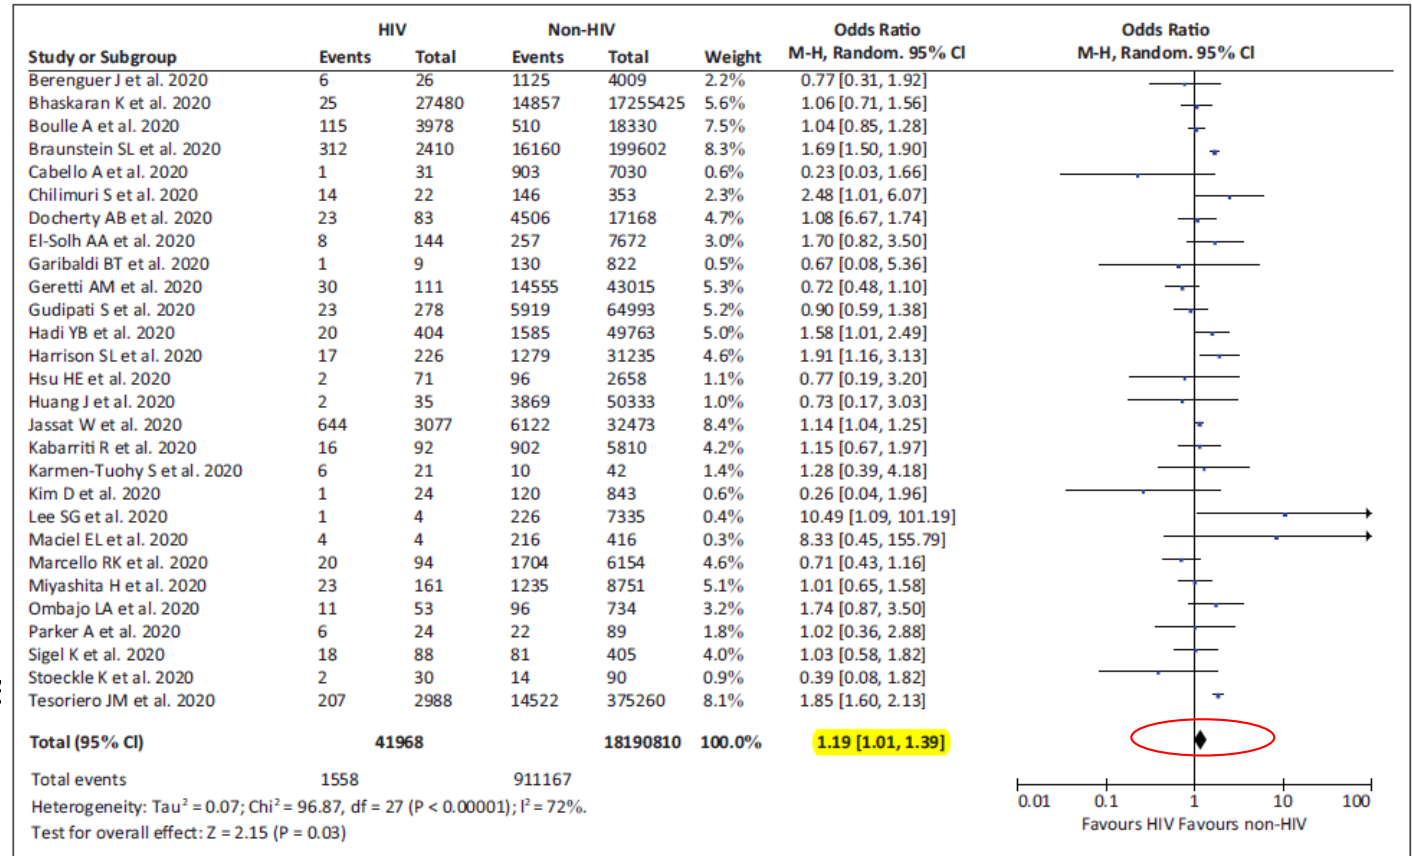 HIV Non-HIV Odds Ratio Odds Ratio
Study or Subgroup Events Total Events Total Weight M-H, Random. 95% CI M-H, Random. 95% CI
Berenguer J et al. 2020 6 26 1125 4009 2.2% 0.77 [0.31, 1.92]
Bhaskaran K et al. 2020 25 27480 14857 17255425 5.6% 1.06 [0.71, 1.56]
Boulle A et al. 2020 115 3978 510 18330 7.5% 1.04 [0.85, 1.28]
Braunstein SL et al. 2020 312 2410 16160 199602 8.3% 1.69 [1.50, 1.90]
Cabello A et al. 2020 1 31 903 7030 0.6% 0.23 [0.03, 1.66]
Chilimuri S et al. 2020 14 22 146 353 2.3% 2.48 [1.01, 6.07]
Docherty AB et al. 2020 23 83 4506 17168 4.7% 1.08 [6.67, 1.74]
El-Solh AA et al. 2020 8 144 257 7672 3.0% 1.70 [0.82, 3.50]
Garibaldi BT et al. 2020 1 9 130 822 0.5% 0.67 [0.08, 5.36]
Geretti AM et al. 2020 30 111 14555 43015 5.3% 0.72 [0.48, 1.10]
Gudipati S et al. 2020 23 278 5919 64993 5.2% 0.90 [0.59, 1.38]
Hadi YB et al. 2020 20 404 1585 49763 5.0% 1.58 [1.01, 2.49]
Harrison SL et al. 2020 17 226 1279 31235 4.6% 1.91 [1.16, 3.13]
Hsu HE et al. 2020 2 71 96 2658 1.1% 0.77 [0.19, 3.20]
Huang J et al. 2020 2 35 3869 50333 1.0% 0.73 [0.17, 3.03]
Jassat W et al. 2020 644 3077 6122 32473 8.4% 1.14 [1.04, 1.25]
Kabarriti R et al. 2020 16 92 902 5810 4.2% 1.15 [0.67, 1.97]
Karmen-Tuohy S et al. 2020 6 21 10 42 1.4% 1.28 [0.39, 4.18]
Kim D et al. 2020 1 24 120 843 0.6% 0.26 [0.04, 1.96]
Lee SG et al. 2020 1 4 226 7335 0.4% 10.49 [1.09, 101.19]
Maciel EL et al. 2020 4 4 216 416 0.3% 8.33 [0.45, 155.79]
Marcello RK et al. 2020 20 94 1704 6154 4.6% 0.71 [0.43, 1.16]
Miyashita H et al. 2020 23 161 1235 8751 5.1% 1.01 [0.65, 1.58]
Ombajo LA et al. 2020 11 53 96 734 3.2% 1.74 [0.87, 3.50]
Parker A et al. 2020 6 24 22 89 1.8% 1.02 [0.36, 2.88]
Sigel K et al. 2020 18 88 81 405 4.0% 1.03 [0.58, 1.82]
Stoeckle K et al. 2020 2 30 14 90 0.9% 0.39 [0.08, 1.82]
Tesoriero JM et al. 2020 207 2988 14522 375260 8.1% 1.85 [1.60, 2.13]
Total (95% CI) 41968 18190810 100.0% 1.19 [1.01, 1.39]
Total events 1558 911167
Heterogeneity: Tau² = 0.07; Chi² = 96.87, df = 27 (P < 0.00001); I² = 72%.
Test for overall effect: Z = 2.15 (P = 0.03)
0.01 0.1 1 10 100
Favours HIV Favours non-HIV